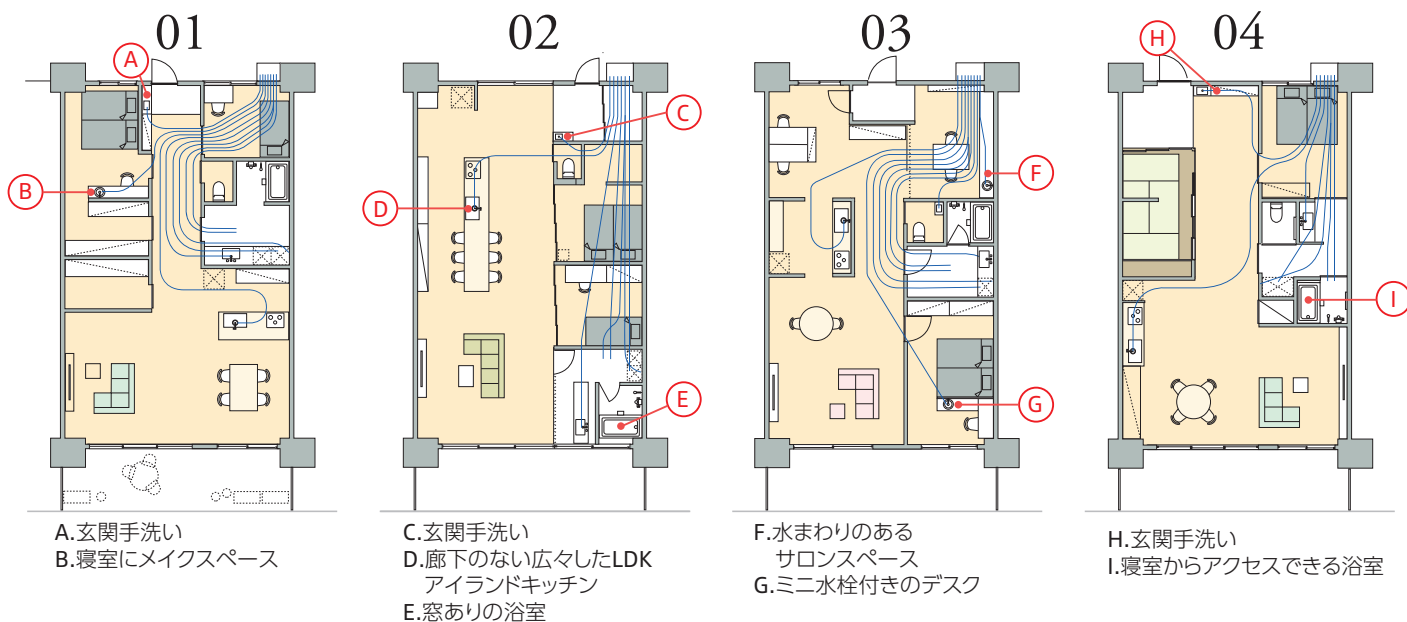 01
02
03
04
A
B
C
D
E
F
G
H
I
A.玄関手洗い
B.寝室にメイクスペース
C.玄関手洗い
D.廊下のない広々したLDK
アイランドキッチン
E.窓ありの浴室
F.水まわりのある
サロンスペース
G.ミニ水栓付きのデスク
H.玄関手洗い
I.寝室からアクセスできる浴室